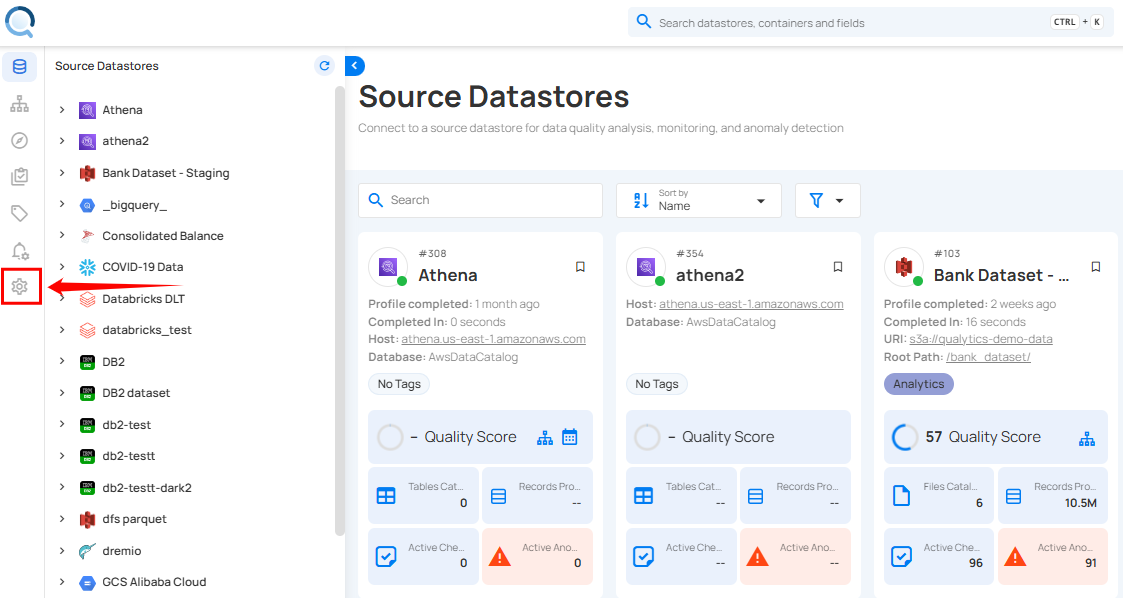 Search datastores, containers and fields
CTRL + K
Source Datastores
Athena
athena2
Bank Dataset - Staging
_bigquery_
Consolidated Balance
COVID-19 Data
Databricks DLT
databricks_test
DB2
DB2 dataset
db2-test
db2-testt
db2-testt-dark2
dfs parquet
dremio
GCS Alibaba Cloud
Source Datastores
Connect to a source datastore for data quality analysis, monitoring, and anomaly detection
Search
Sort by
Name
#308
Athena
Profile completed: 1 month ago
Completed In: 0 seconds
Host: athena.us-east-1.amazonaws.com
Database: AwsDataCatalog
No Tags
– Quality Score
Tables Cat...
0
Records Pro...
--
Active Che...
0
Active Ano...
0
#354
athena2
Host: athena.us-east-1.amazonaws.com
Database: AwsDataCatalog
No Tags
– Quality Score
Tables Cat...
--
Records Pro...
--
Active Che...
--
Active Ano...
--
#103
Bank Dataset - ...
Profile completed: 2 weeks ago
Completed In: 16 seconds
URI: s3a://qualytics-demo-data
Root Path: /bank_dataset/
Analytics
57 Quality Score
Files Catal...
6
Records Pro...
10.5M
Active Che...
96
Active Ano...
91